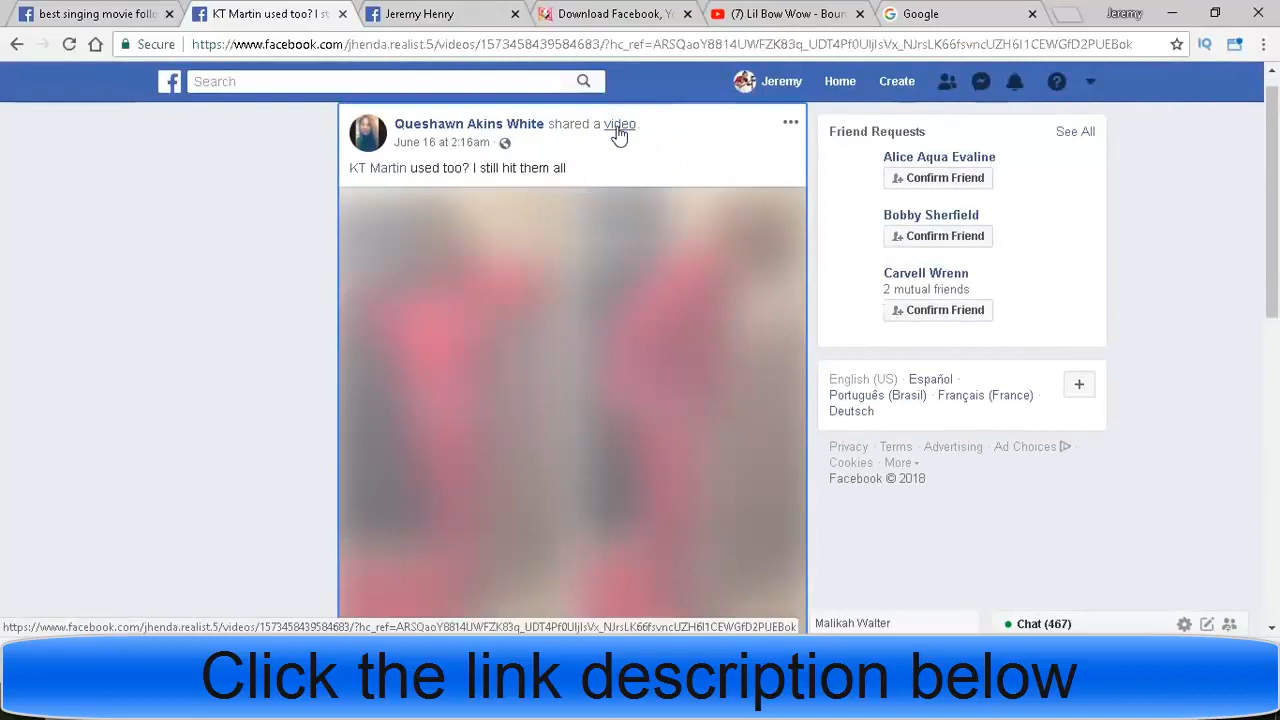 best singing movie follo
KT Martin used too? I st
Jeremy Henry
Download Facebook, Y
(7) Lil Bow Wow - Boun
Google
Jeremy
Secure
https://www.facebook.com/jhenda.realist.5/videos/1573458439584683/?hc_ref=ARSQaoY8814UWFZK83q_UDT4Pf0UljIsVx_NJrsLK66fsvncUZH6I1CEWGfD2PUEBok
IQ
Search
Jeremy Home Create
Queshawn Akins White shared a video.
June 16 at 2:16am
KT Martin used too? I still hit them all
Friend Requests See All
Alice Aqua Evaline
Confirm Friend
Bobby Sherfield
Confirm Friend
Carvell Wrenn
2 mutual friends
Confirm Friend
English (US) · Español ·
Português (Brasil) · Français (France) ·
Deutsch
Privacy · Terms · Advertising · Ad Choices ·
Cookies · More
Facebook © 2018
https://www.facebook.com/jhenda.realist.5/videos/1573458439584683/?hc_ref=ARSQaoY8814UWFZK83q_UDT4Pf0UljIsVx_NJrsLK66fsvncUZH6I1CEWGfD2PUEBok
Malikah Walter
Chat (467)
Click the link description below